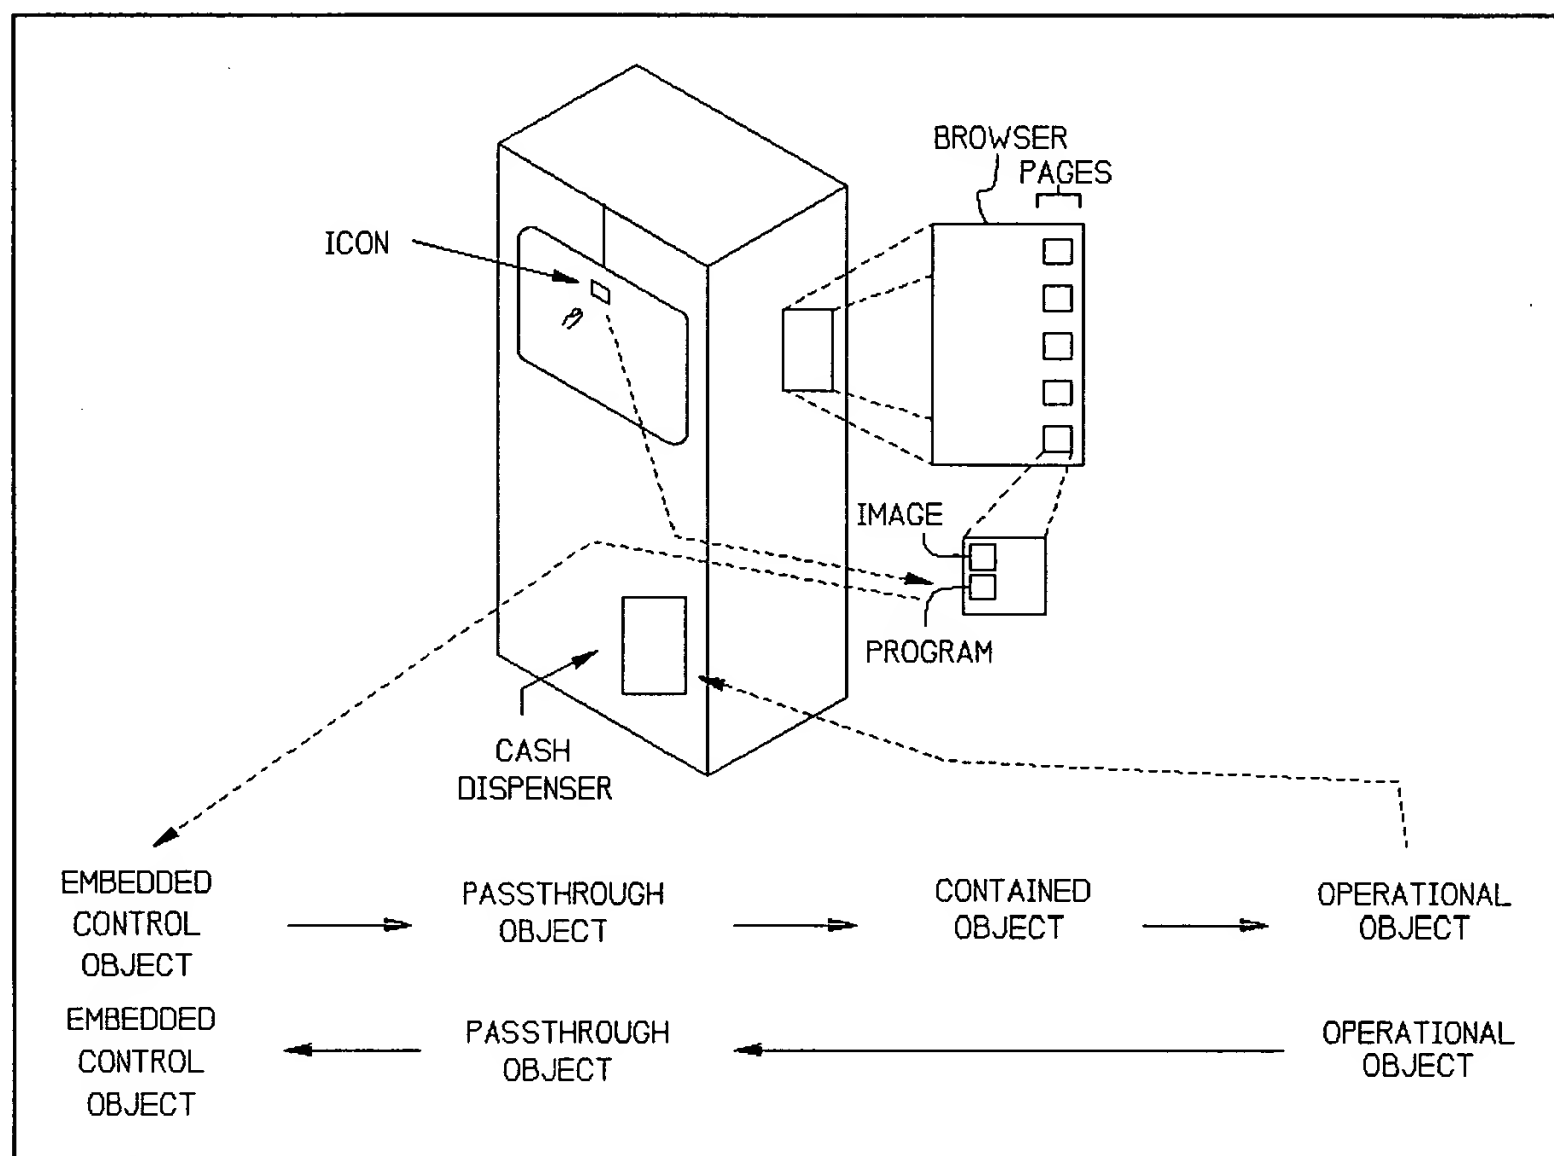 BROWSER
PAGES
ICON
IMAGE
PROGRAM
CASH
DISPENSER
EMBEDDED
CONTROL
OBJECT
PASSTHROUGH
OBJECT
CONTAINED
OBJECT
OPERATIONAL
OBJECT
EMBEDDED
CONTROL
OBJECT
PASSTHROUGH
OBJECT
OPERATIONAL
OBJECT